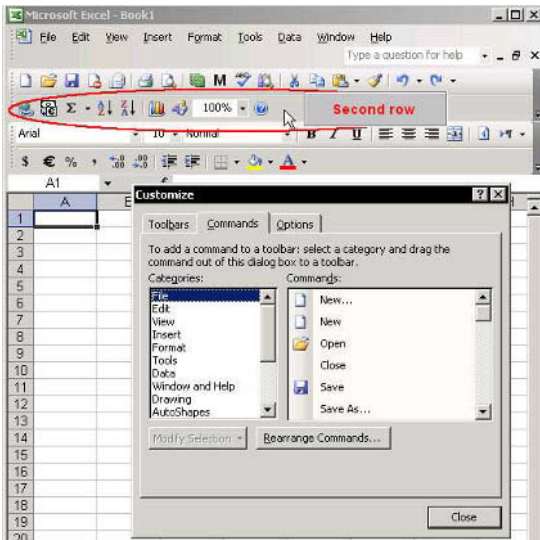 Microsoft Excel - Book1
File Edit View Insert Format Tools Data Window Help
Type a question for help
M
Σ 100% Second row
Arial 10 Normal B I U
$ € % ,
A1
Customize
A
Toolbars Commands Options
To add a command to a toolbar: select a category and drag the
command out of this dialog box to a toolbar.
Categories: Commands:
File New...
Edit
View New
Insert
Format Open
Tools
Data Close
Window and Help Save
Drawing
AutoShapes Save As...
Modify Selection Rearrange Commands...
Close
1
2
3
4
5
6
7
8
9
10
11
12
13
14
15
16
17
18
19
20